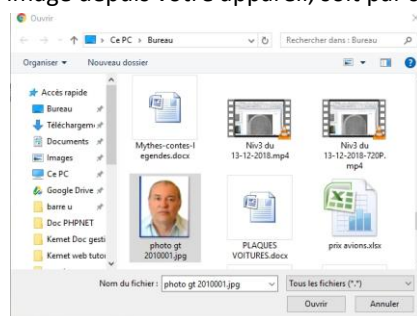 image depuis votre appareil, soit par
Ouvrir
Ce PC > Bureau
Rechercher dans : Bureau
Organiser
Nouveau dossier
Accès rapide
Bureau
Téléchargem
Documents
Images
Ce PC
Google Drive
barre u
Doc PHPNET
Kemet Doc gesti
Kemet web tuto
Mythes-contes-l
egendes.docx
Niv3 du
13-12-2018.mp4
Niv3 du
13-12-2018-720P.
mp4
photo gt
2010001.jpg
PLAQUES
VOITURES.docx
prix avions.xlsx
Nom du fichier : photo gt 2010001.jpg
Tous les fichiers (*.*)
Ouvrir
Annuler